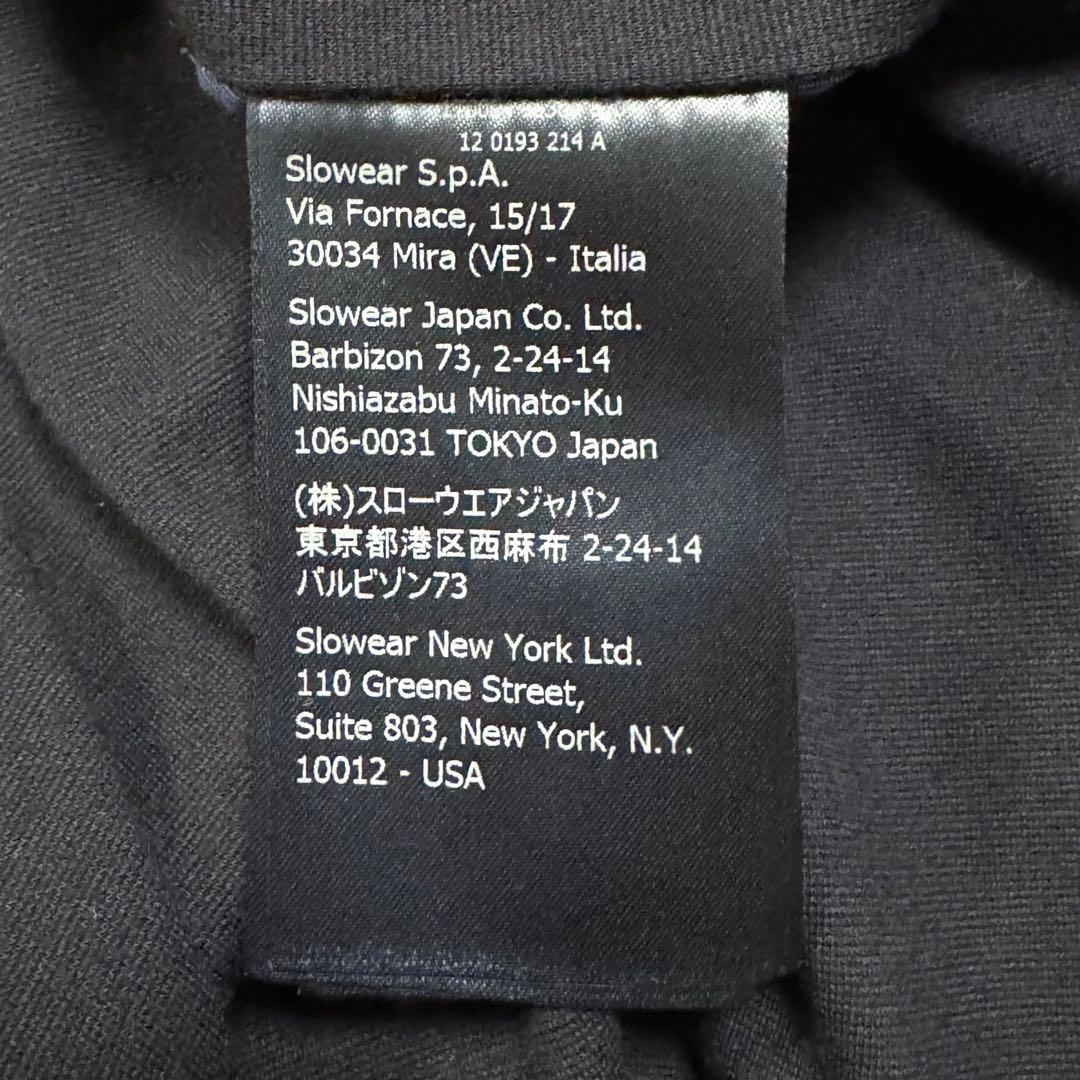 12 0193 214 A
Slowear S.p.A.
Via Fornace, 15/17
30034 Mira (VE) - Italia
Slowear Japan Co. Ltd.
Barbizon 73, 2-24-14
Nishiazabu Minato-Ku
106-0031 TOKYO Japan
(株)スローウエアジャパン
東京都港区西麻布 2-24-14
バルビゾン73
Slowear New York Ltd.
110 Greene Street,
Suite 803, New York, N.Y.
10012 - USA